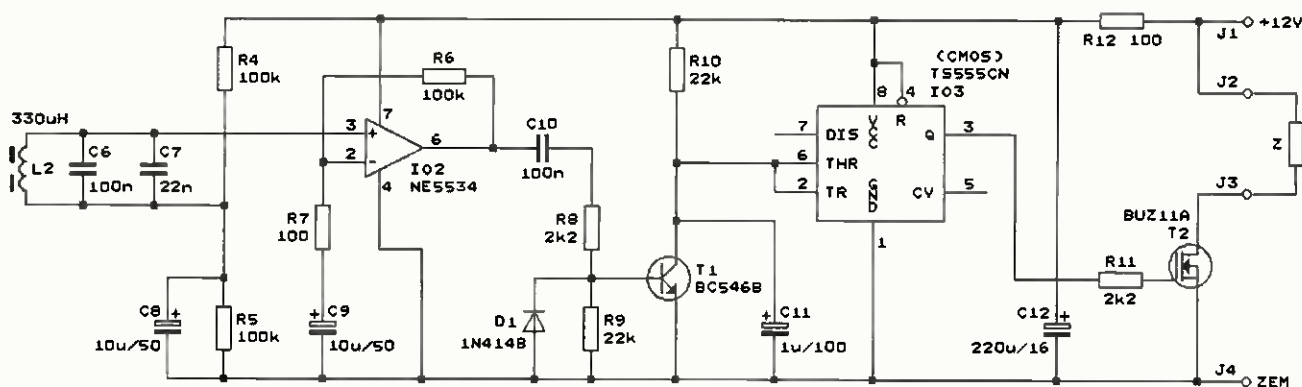 +12V
J1
R12 100
(CMOS)
TS555CN
IO3
R4
100k
7
R6
100k
R10
22k
8
4
J2
330uH
L2
C6
100n
C7
22n
3
+
2
-
6
4
IO2
NE5534
C10
100n
7
DIS
VCC
R
Q
3
6
THR
2
TR
GND
CV
5
1
Z
J3
BUZ11A
T2
R7
100
R8
2k2
T1
BC546B
R11
2k2
C8
+
10u/50
R5
100k
+
C9
10u/50
D1
1N4148
R9
22k
+
C11
1u/100
C12
+
220u/16
J4
ZEM